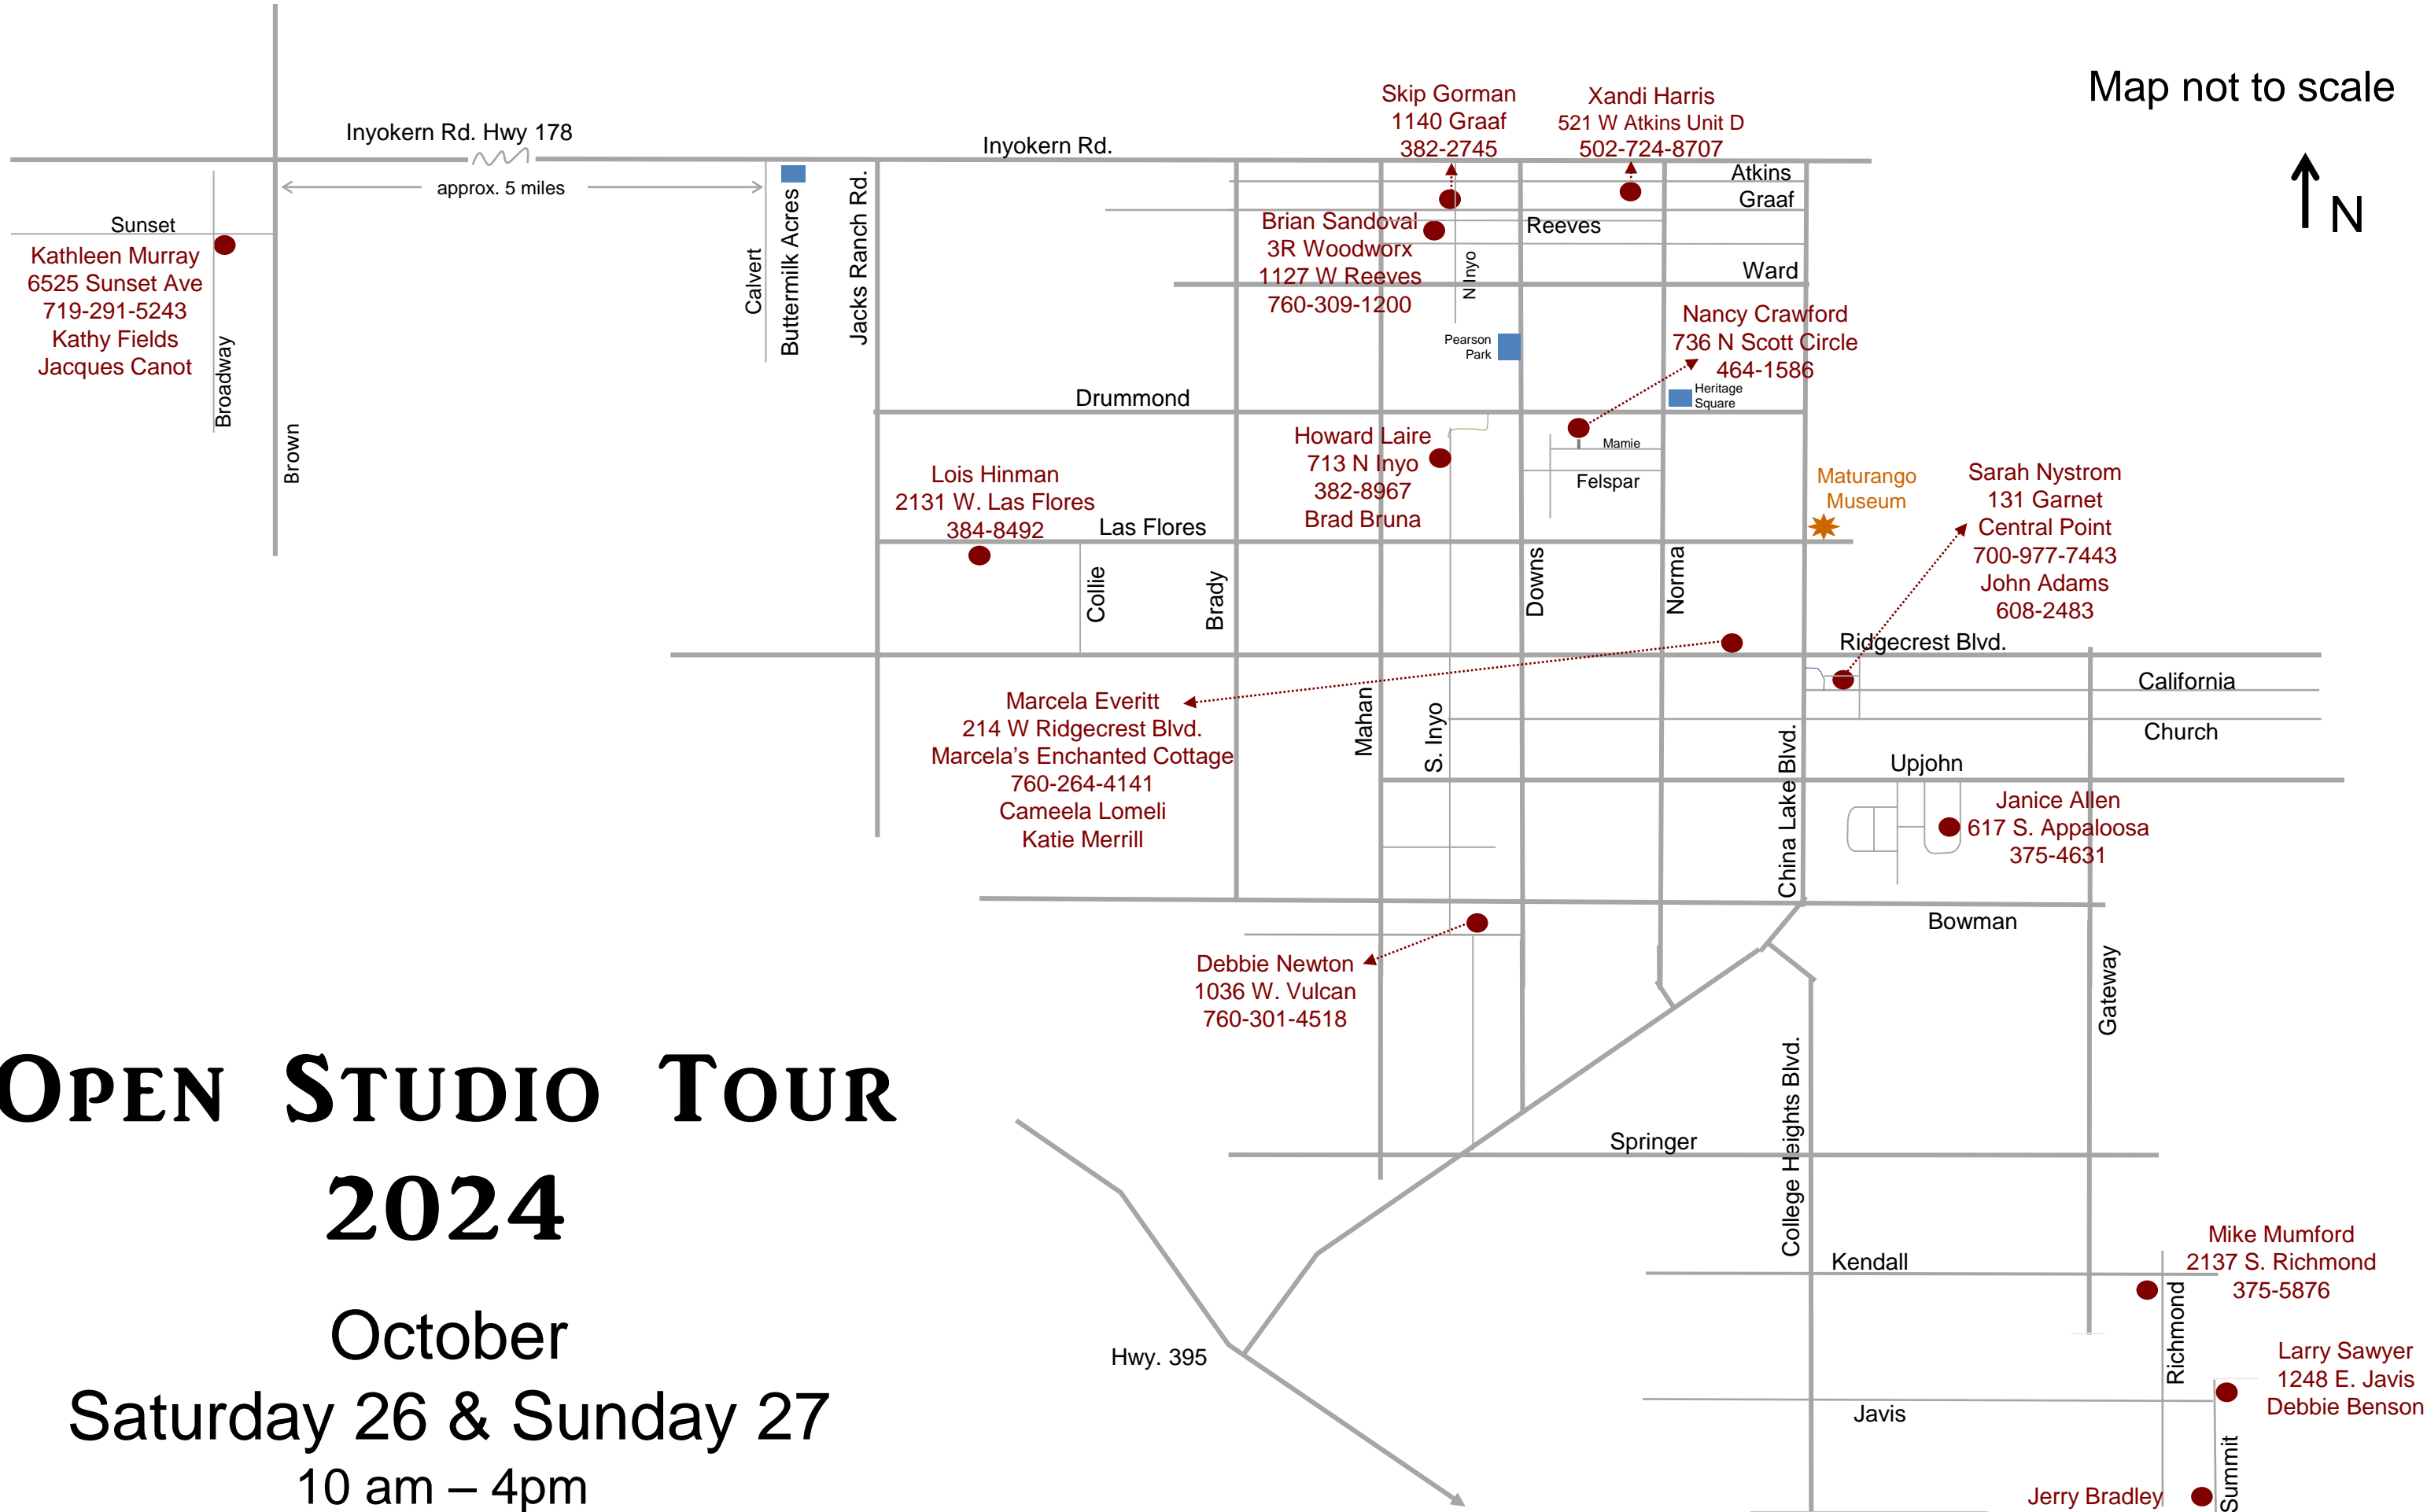 Map not to scale
N
Inyokern Rd. Hwy 178
approx. 5 miles
Inyokern Rd.
Skip Gorman
1140 Graaf
382-2745
Xandi Harris
521 W Atkins Unit D
502-724-8707
Atkins
Graaf
Reeves
Ward
Sunset
Kathleen Murray
6525 Sunset Ave
719-291-5243
Kathy Fields
Jacques Canot
Broadway
Brown
Calvert
Buttermilk Acres
Jacks Ranch Rd.
Brian Sandoval
3R Woodworx
1127 W Reeves
760-309-1200
N Inyo
Pearson
Park
Nancy Crawford
736 N Scott Circle
464-1586
Heritage
Square
Drummond
Howard Laire
713 N Inyo
382-8967
Brad Bruna
Mamie
Felspar
Maturango
Museum
Sarah Nystrom
131 Garnet
Central Point
700-977-7443
John Adams
608-2483
Lois Hinman
2131 W. Las Flores
384-8492
Las Flores
Collie
Brady
Downs
Norma
Ridgecrest Blvd.
California
Church
Marcela Everitt
214 W Ridgecrest Blvd.
Marcela’s Enchanted Cottage
760-264-4141
Cameela Lomeli
Katie Merrill
Mahan
S. Inyo
China Lake Blvd.
Upjohn
Janice Allen
617 S. Appaloosa
375-4631
Bowman
Debbie Newton
1036 W. Vulcan
760-301-4518
Gateway
College Heights Blvd.
Springer
Open Studio Tour
2024
October
Saturday 26 & Sunday 27
10 am – 4pm
Hwy. 395
Kendall
Mike Mumford
2137 S. Richmond
375-5876
Richmond
Larry Sawyer
1248 E. Javis
Debbie Benson
Javis
Summit
Jerry Bradley